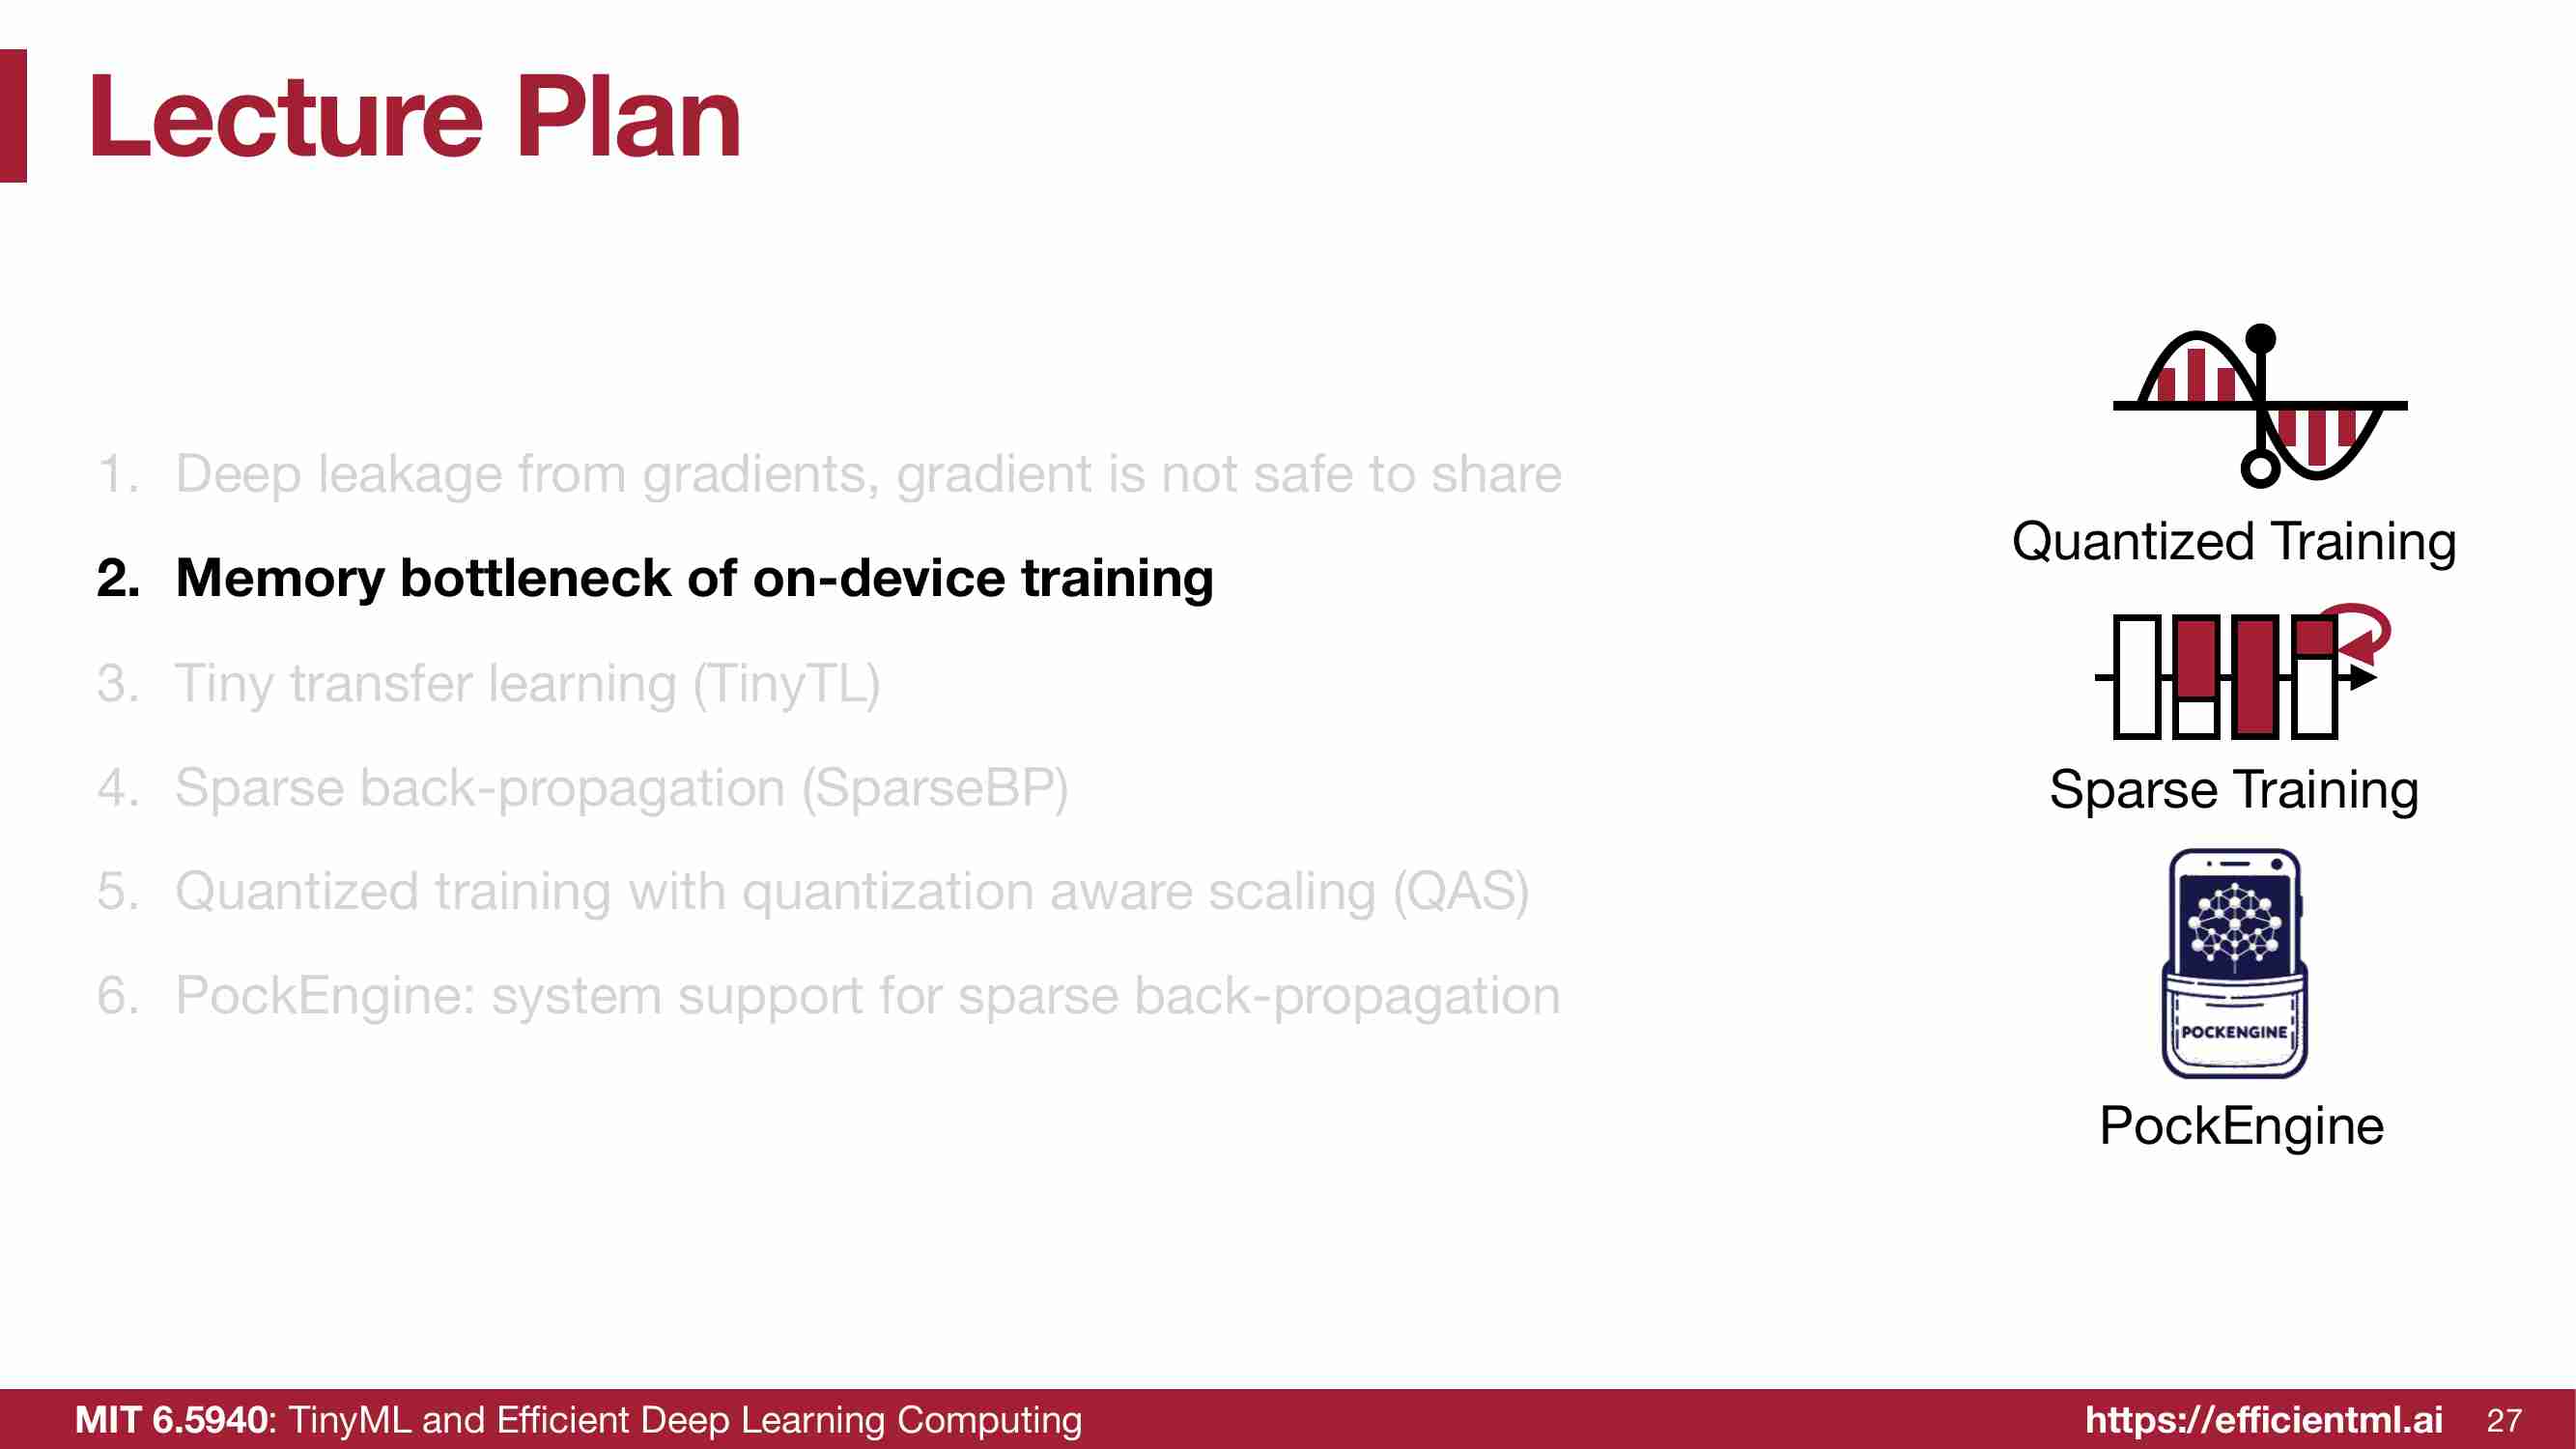 Lecture Plan
1. Deep leakage from gradients, gradient is not safe to share
2. Memory bottleneck of on-device training
3. Tiny transfer learning (TinyTL)
4. Sparse back-propagation (SparseBP)
5. Quantized training with quantization aware scaling (QAS)
6. PockEngine: system support for sparse back-propagation
Quantized Training
Sparse Training
POCKENGINE
PockEngine
MIT 6.5940: TinyML and Efficient Deep Learning Computing
https://efficientml.ai
27